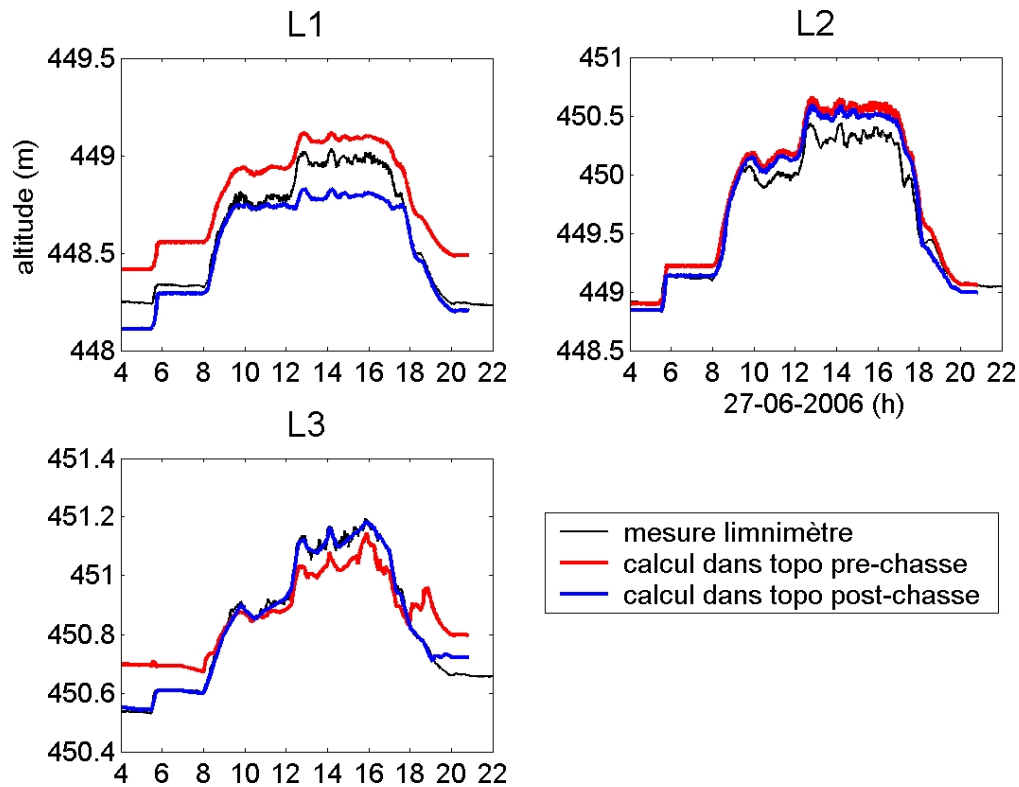 L1
449.5
449
448.5
448
altitude (m)
4 6 8 10 12 14 16 18 20 22
L2
451
450.5
450
449.5
449
448.5
4 6 8 10 12 14 16 18 20 22
27-06-2006 (h)
L3
451.4
451.2
451
450.8
450.6
450.4
4 6 8 10 12 14 16 18 20 22
mesure limnimètre
calcul dans topo pre-chasse
calcul dans topo post-chasse